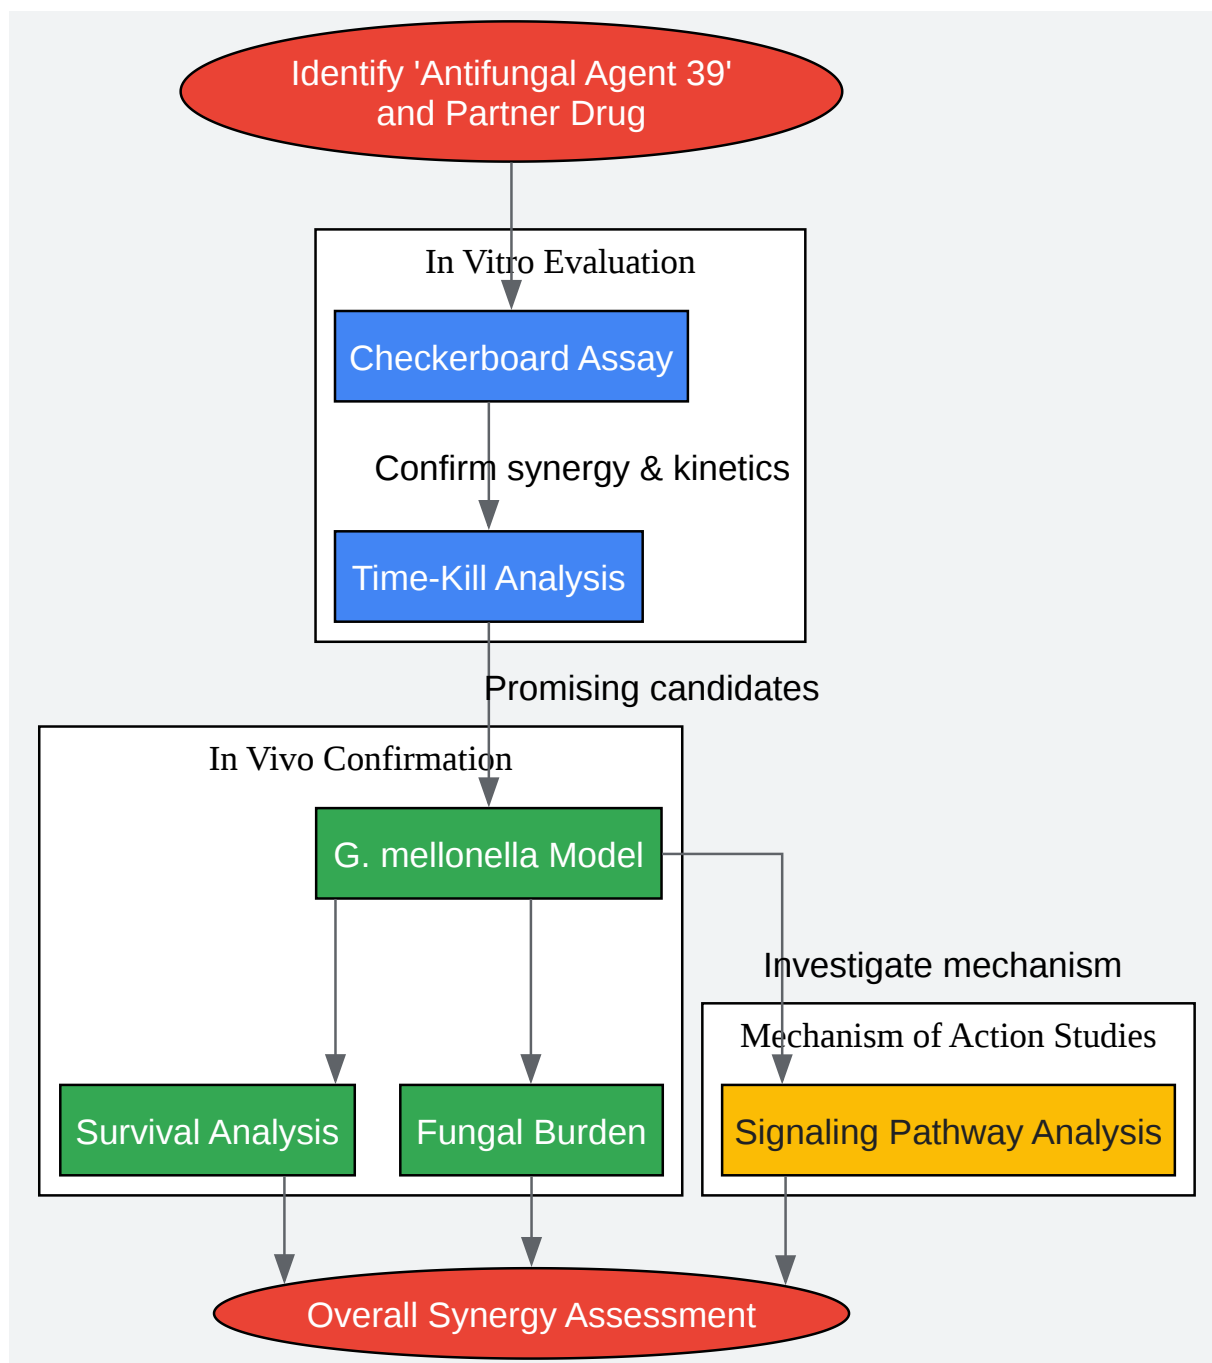 Identify 'Antifungal Agent 39'
and Partner Drug
In Vitro Evaluation
Checkerboard Assay
Confirm synergy & kinetics
Time-Kill Analysis
Promising candidates
In Vivo Confirmation
G. mellonella Model
Investigate mechanism
Mechanism of Action Studies
Survival Analysis
Fungal Burden
Signaling Pathway Analysis
Overall Synergy Assessment